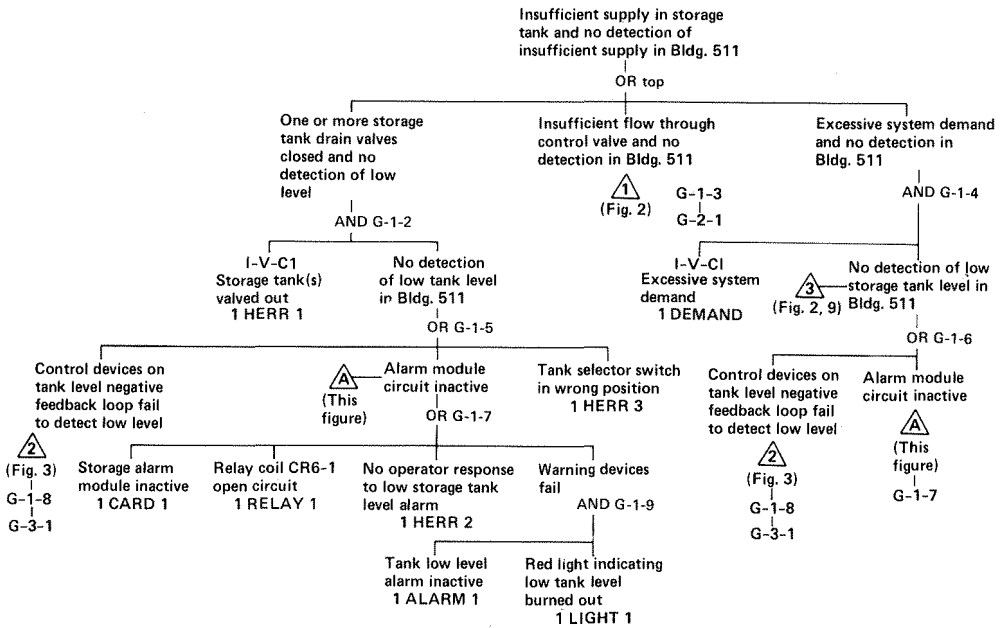 Insufficient supply in storage
tank and no detection of
insufficient supply in Bldg. 511
OR top
One or more storage
tank drain valves
closed and no
detection of low
level
AND G-1-2
Insufficient flow through
control valve and no
detection in Bldg. 511
1
(Fig. 2)
G-1-3
G-2-1
Excessive system demand
and no detection in
Bldg. 511
AND G-1-4
I-V-C1
Storage tank(s)
valved out
1 HERR 1
No detection
of low tank level
in Bldg. 511
OR G-1-5
I-V-CI
Excessive system
demand
1 DEMAND
3
(Fig. 2, 9)
No detection of low
storage tank level in
Bldg. 511
OR G-1-6
Control devices on
tank level negative
feedback loop fail
to detect low level
2
(Fig. 3)
G-1-8
G-3-1
A
(This
figure)
Alarm module
circuit inactive
OR G-1-7
Tank selector switch
in wrong position
1 HERR 3
Control devices on
tank level negative
feedback loop fail
to detect low level
2
(Fig. 3)
G-1-8
G-3-1
Alarm module
circuit inactive
A
(This
figure)
G-1-7
Storage alarm
module inactive
1 CARD 1
Relay coil CR6-1
open circuit
1 RELAY 1
No operator response
to low storage tank
level alarm
1 HERR 2
Warning devices
fail
AND G-1-9
Tank low level
alarm inactive
1 ALARM 1
Red light indicating
low tank level
burned out
1 LIGHT 1